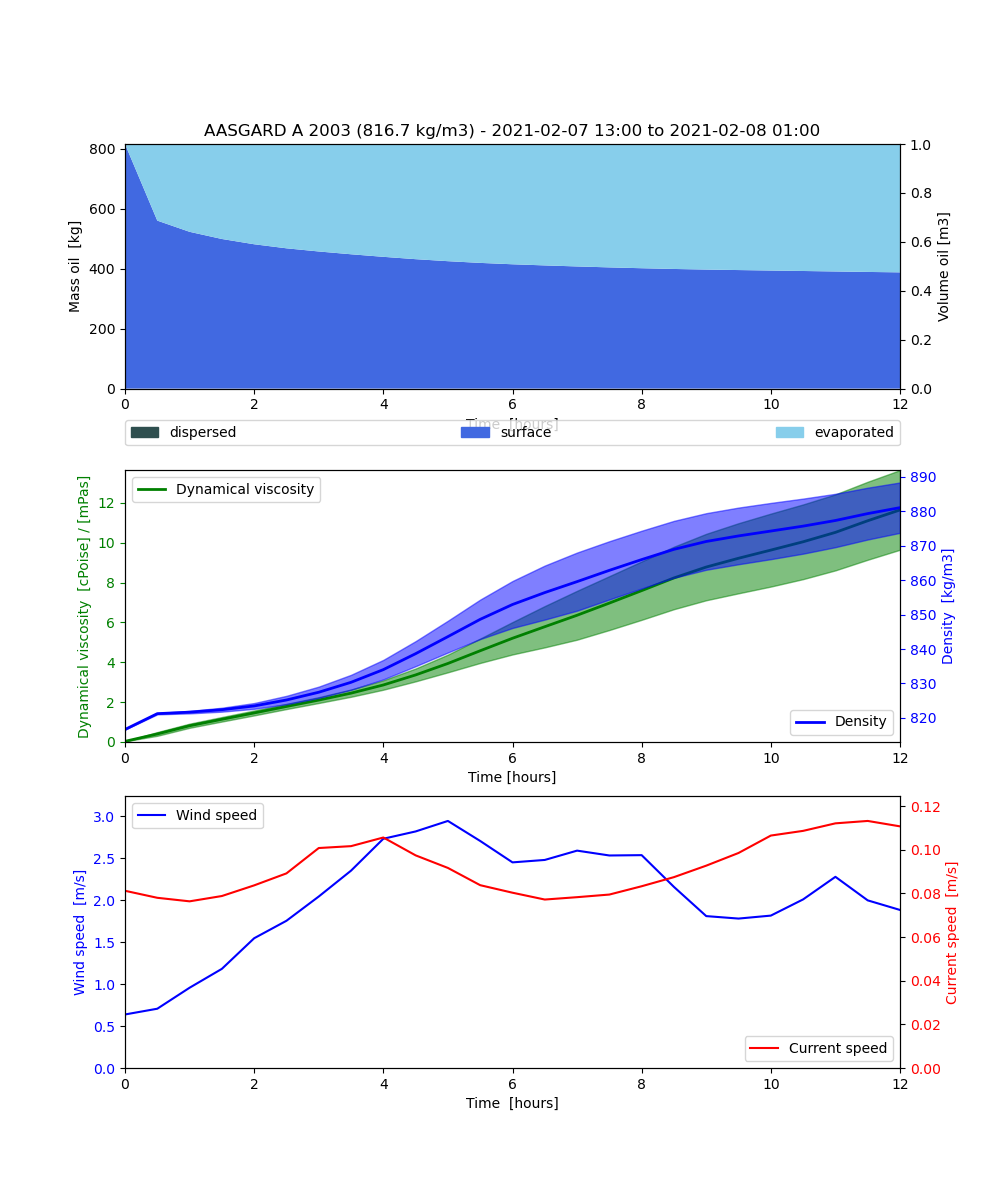 AASGARD A 2003 (816.7 kg/m3) - 2021-02-07 13:00 to 2021-02-08 01:00
800
600
400
200
0
Mass oil [kg]
1.0
0.8
0.6
0.4
0.2
0.0
Volume oil [m3]
0 2 4 6 8 10 12
Time [hours]
dispersed surface evaporated
Dynamical viscosity
12
10
8
6
4
2
0
Dynamical viscosity [cPoise] / [mPas]
890
880
870
860
850
840
830
820
Density [kg/m3]
Density
0 2 4 6 8 10 12
Time [hours]
Wind speed
3.0
2.5
2.0
1.5
1.0
0.5
0.0
Wind speed [m/s]
0.12
0.10
0.08
0.06
0.04
0.02
0.00
Current speed [m/s]
Current speed
0 2 4 6 8 10 12
Time [hours]